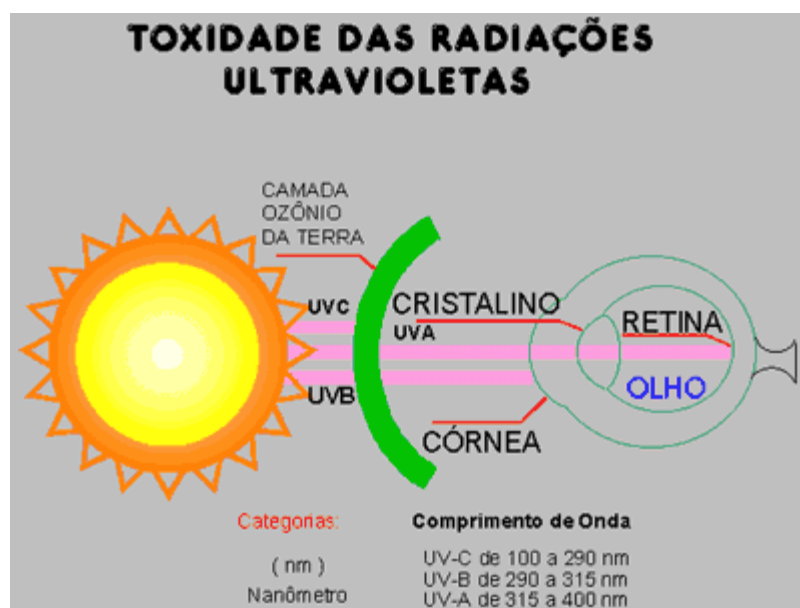 TOXIDADE DAS RADIAÇÕES
ULTRAVIOLETAS
CAMADA
OZÔNIO
DA TERRA
UVC
CRISTALINO
UVA
RETINA
UVB
OLHO
CÓRNEA
Categorias:
( nm )
Nanômetro
Comprimento de Onda
UV-C de 100 a 290 nm
UV-B de 290 a 315 nm
UV-A de 315 a 400 nm